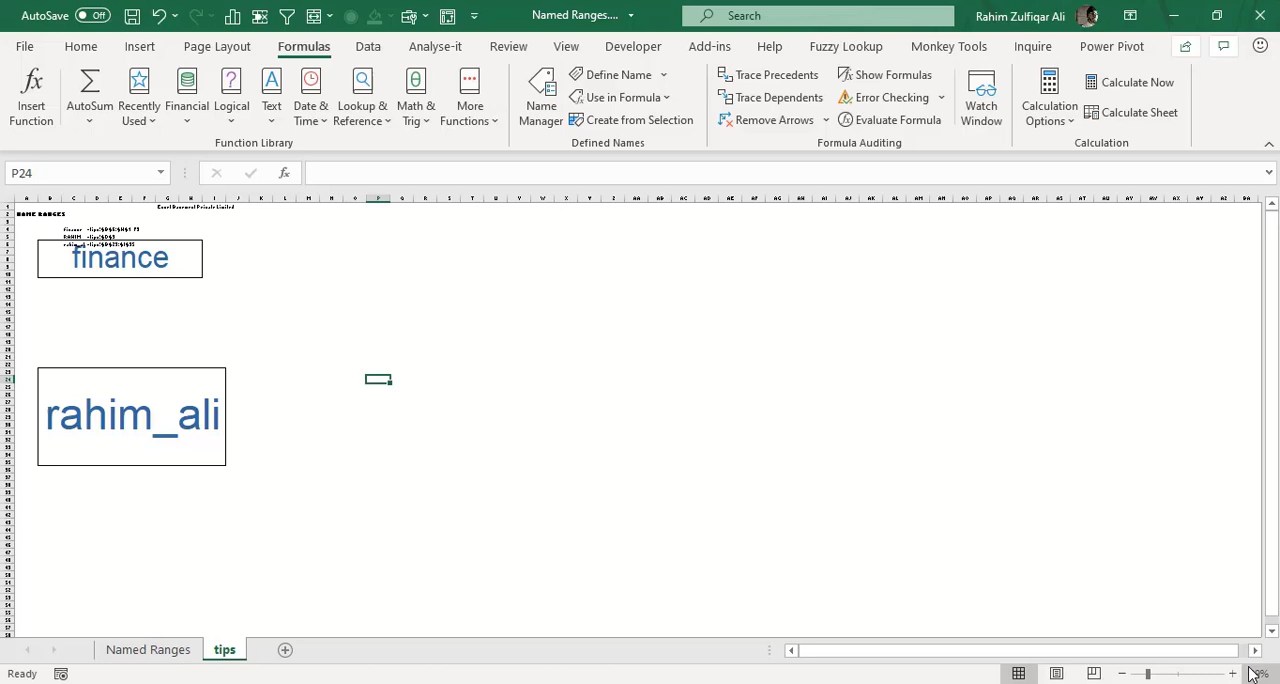 AutoSave Off Named Ranges.... Search Rahim Zulfiqar Ali
File Home Insert Page Layout Formulas Data Analyse-it Review View Developer Add-ins Help Fuzzy Lookup Monkey Tools Inquire Power Pivot
Insert Function AutoSum Recently Used Financial Logical Text Date & Time Lookup & Reference Math & Trig More Functions
Function Library
Name Manager Define Name Use in Formula Create from Selection
Defined Names
Trace Precedents Trace Dependents Remove Arrows Show Formulas Error Checking Evaluate Formula Watch Window
Formula Auditing
Calculation Options Calculate Now Calculate Sheet
Calculation
P24 fx
NAME RANGES
finance
rahim_ali
Named Ranges tips
Ready